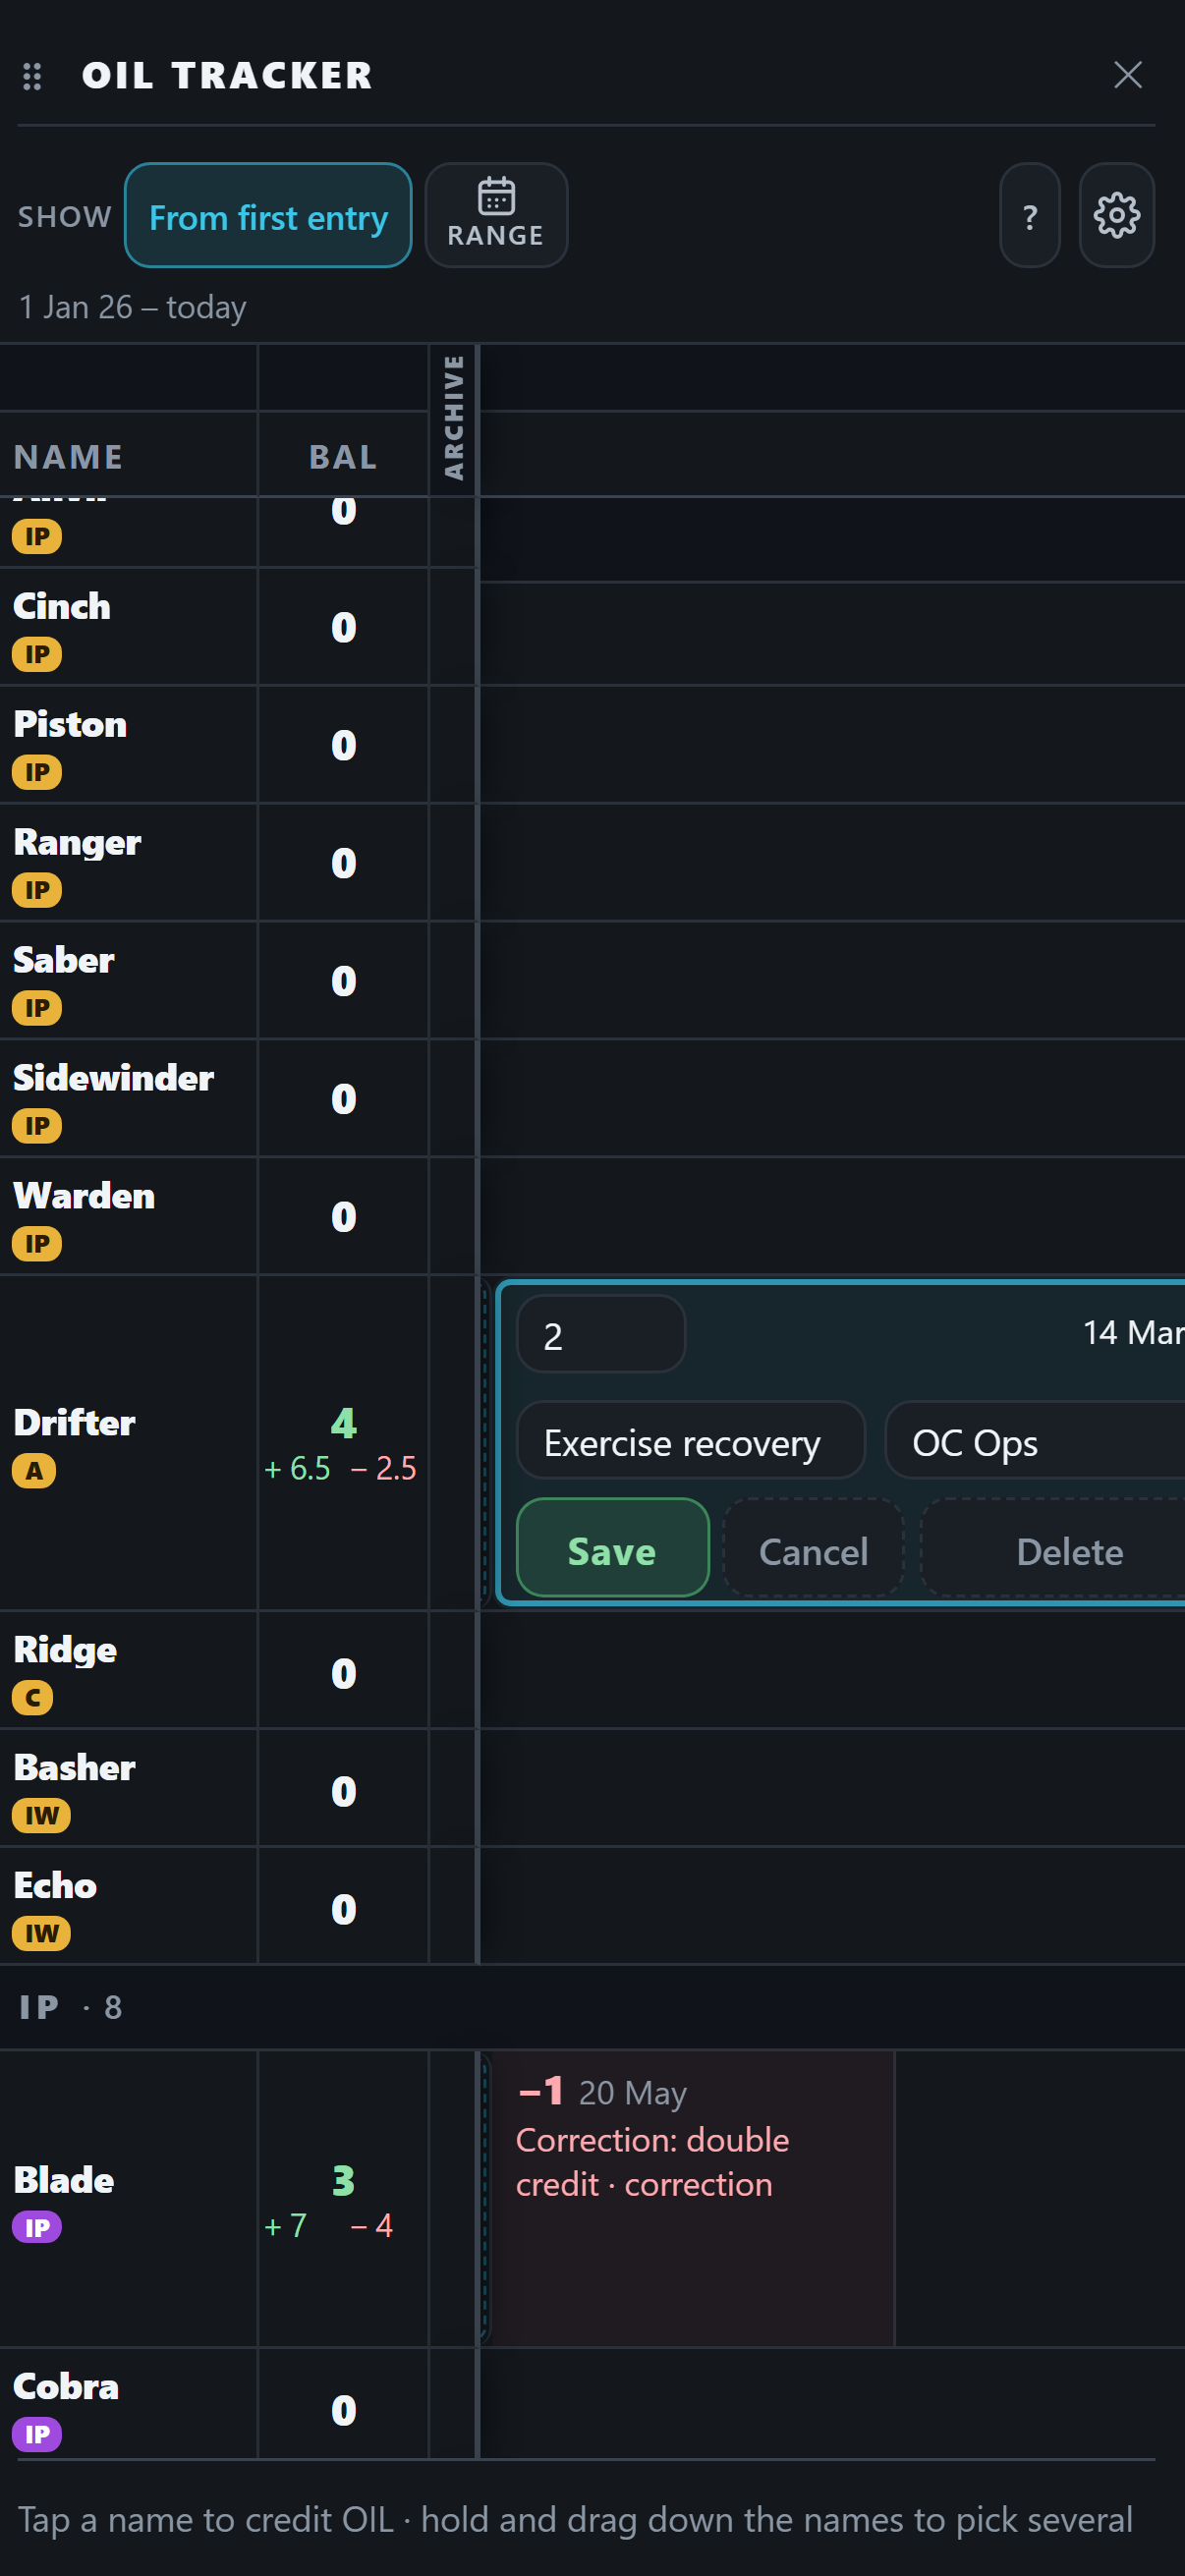 OIL TRACKER
SHOW From first entry RANGE ?
1 Jan 26 – today
NAME BAL ARCHIVE
0
IP
Cinch 0
IP
Piston 0
IP
Ranger 0
IP
Saber 0
IP
Sidewinder 0
IP
Warden 0
IP
2 14 Mar
Drifter 4 Exercise recovery OC Ops
A + 6.5 − 2.5
Save Cancel Delete
Ridge 0
C
Basher 0
IW
Echo 0
IW
IP · 8
−1 20 May
Correction: double
credit · correction
Blade 3
IP + 7 − 4
Cobra 0
IP
Tap a name to credit OIL · hold and drag down the names to pick several